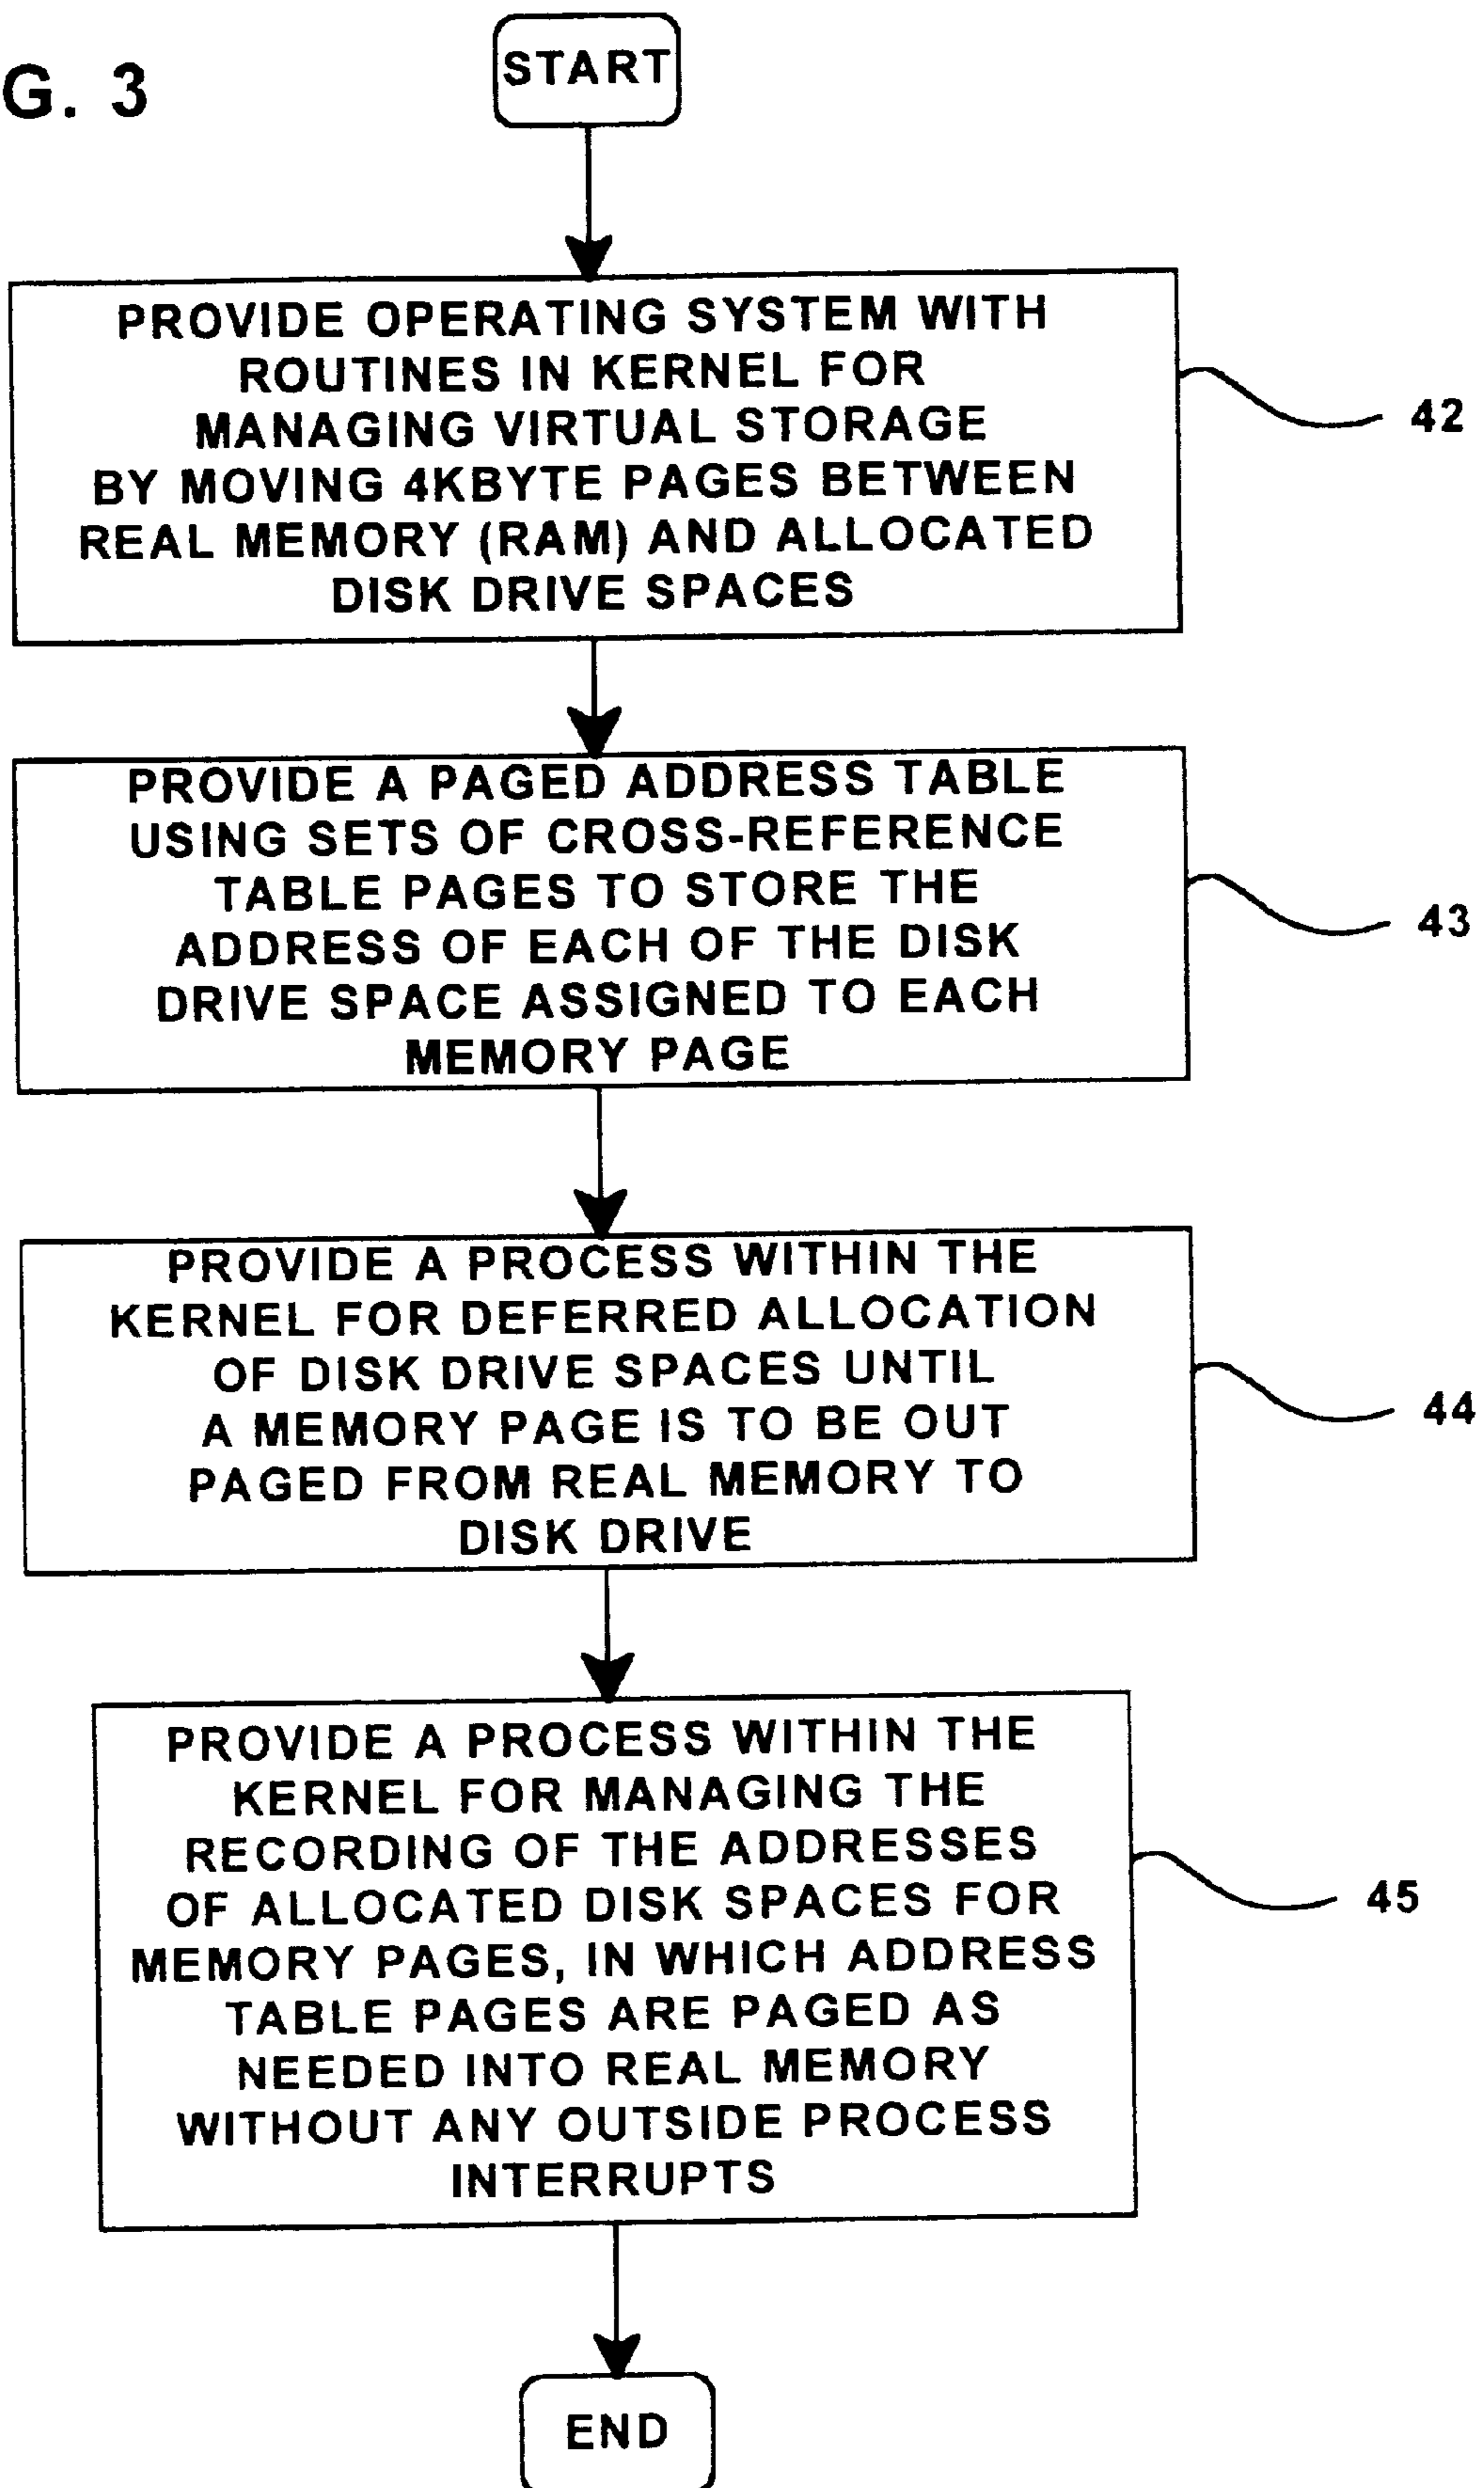 G. 3
START
PROVIDE OPERATING SYSTEM WITH
ROUTINES IN KERNEL FOR
MANAGING VIRTUAL STORAGE
BY MOVING 4KBYTE PAGES BETWEEN
REAL MEMORY (RAM) AND ALLOCATED
DISK DRIVE SPACES
42
PROVIDE A PAGED ADDRESS TABLE
USING SETS OF CROSS-REFERENCE
TABLE PAGES TO STORE THE
ADDRESS OF EACH OF THE DISK
DRIVE SPACE ASSIGNED TO EACH
MEMORY PAGE
43
PROVIDE A PROCESS WITHIN THE
KERNEL FOR DEFERRED ALLOCATION
OF DISK DRIVE SPACES UNTIL
A MEMORY PAGE IS TO BE OUT
PAGED FROM REAL MEMORY TO
DISK DRIVE
44
PROVIDE A PROCESS WITHIN THE
KERNEL FOR MANAGING THE
RECORDING OF THE ADDRESSES
OF ALLOCATED DISK SPACES FOR
MEMORY PAGES, IN WHICH ADDRESS
TABLE PAGES ARE PAGED AS
NEEDED INTO REAL MEMORY
WITHOUT ANY OUTSIDE PROCESS
INTERRUPTS
45
END